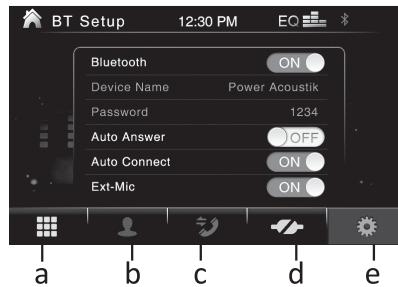 BT Setup 12:30 PM EQ
Bluetooth ON
Device Name Power Acoustik
Password 1234
Auto Answer OFF
Auto Connect ON
Ext-Mic ON
a b c d e